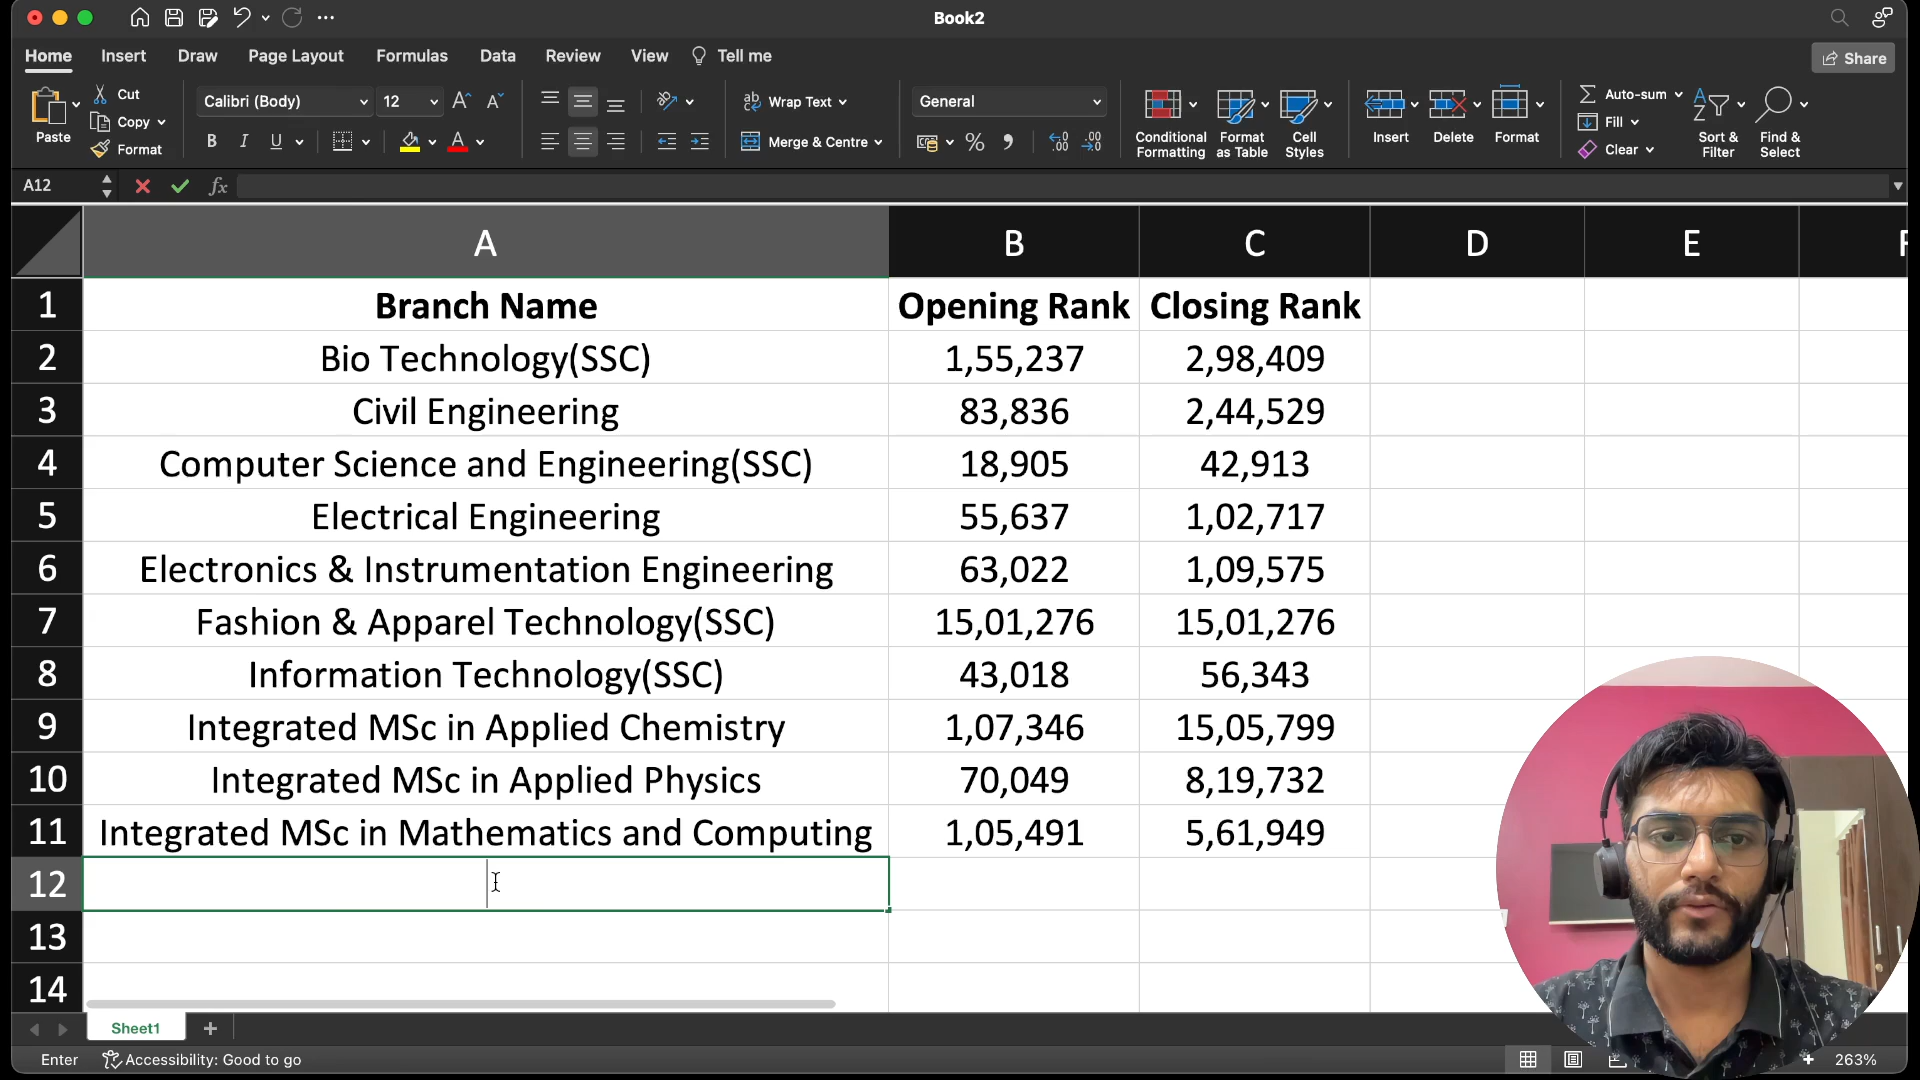 Book2
Home Insert Draw Page Layout Formulas Data Review View Tell me Share
Paste Cut Copy Format
Calibri (Body) 12 A A
B I U A
ab Wrap Text
Merge & Centre
General
% 9
Conditional Formatting
Format as Table
Cell Styles
Insert Delete Format
Auto-sum
Fill
Clear
Sort & Filter
Find & Select
A12 fx
A B C D E F
1 Branch Name Opening Rank Closing Rank
2 Bio Technology(SSC) 1,55,237 2,98,409
3 Civil Engineering 83,836 2,44,529
4 Computer Science and Engineering(SSC) 18,905 42,913
5 Electrical Engineering 55,637 1,02,717
6 Electronics & Instrumentation Engineering 63,022 1,09,575
7 Fashion & Apparel Technology(SSC) 15,01,276 15,01,276
8 Information Technology(SSC) 43,018 56,343
9 Integrated MSc in Applied Chemistry 1,07,346 15,05,799
10 Integrated MSc in Applied Physics 70,049 8,19,732
11 Integrated MSc in Mathematics and Computing 1,05,491 5,61,949
12
13
14
Sheet1 +
Enter Accessibility: Good to go + 263%